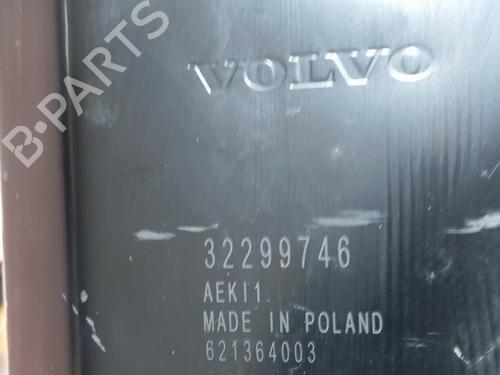 VOLVO
B-PARTS
32299746
AEKI1.
MADE IN POLAND
621364003